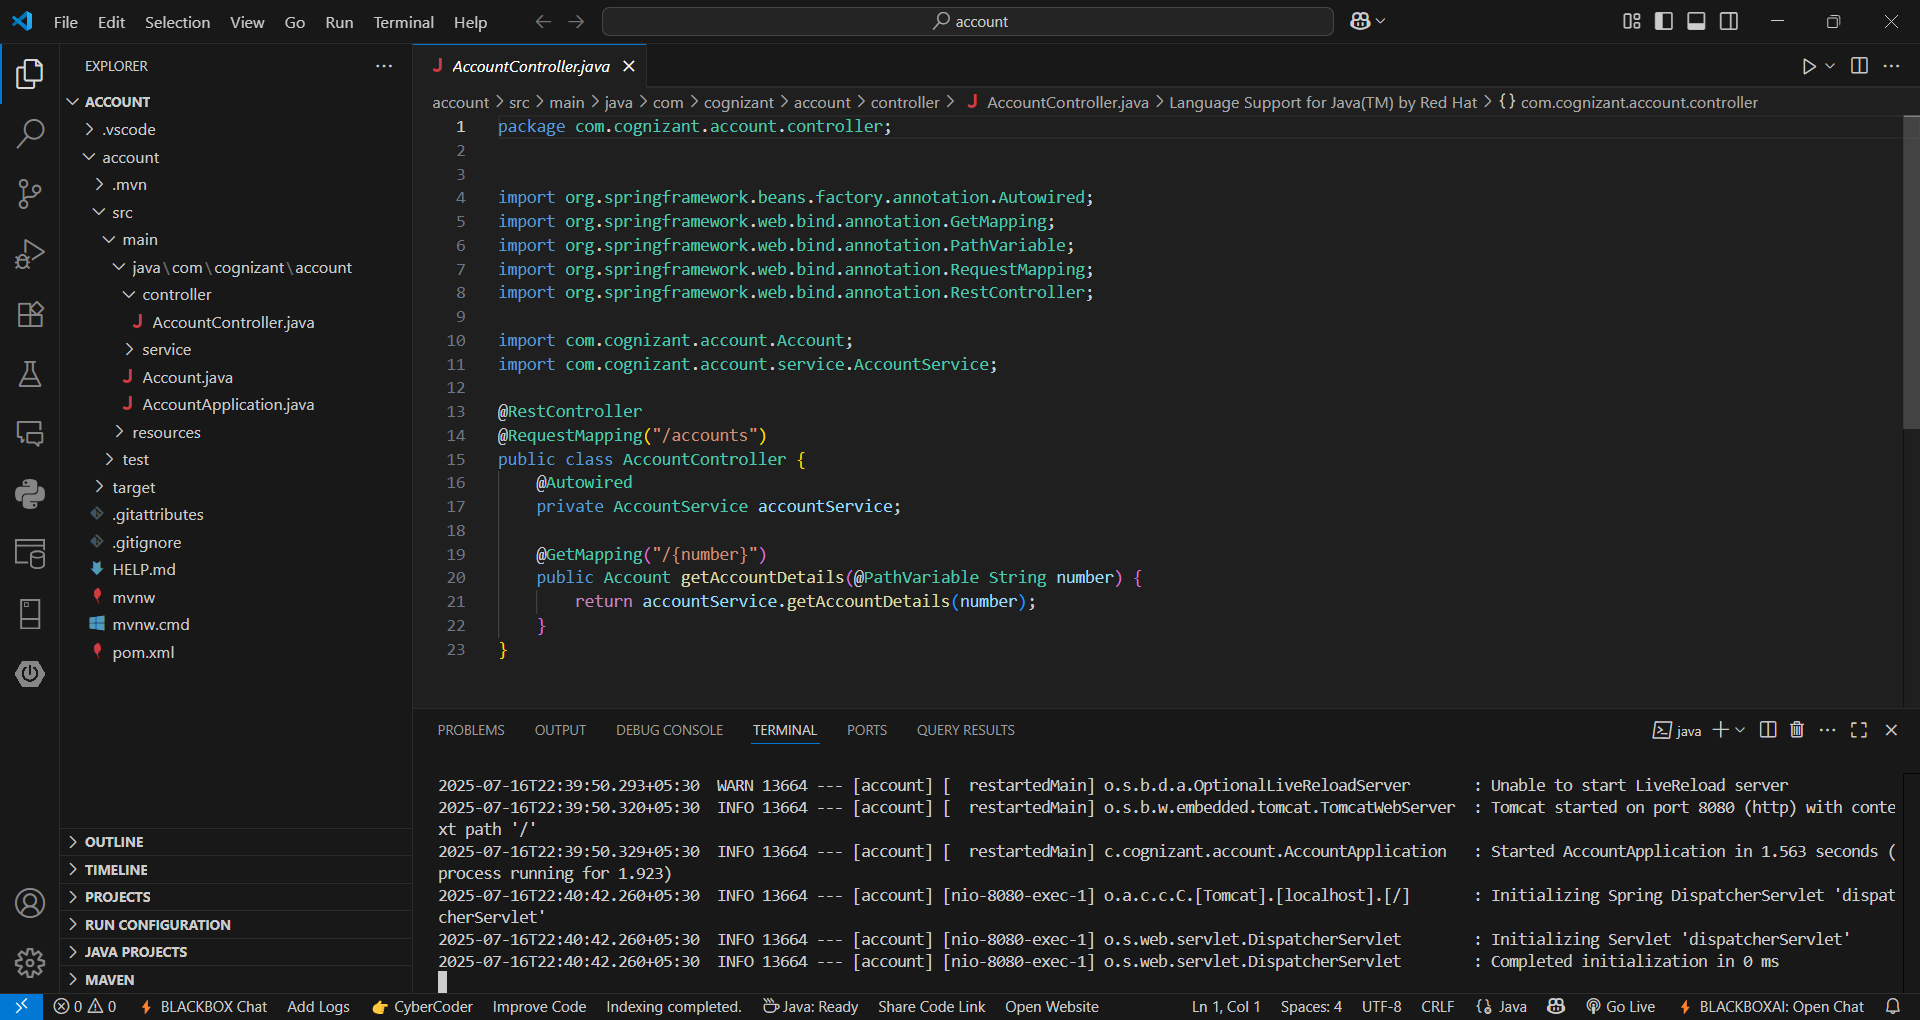 File Edit Selection View Go Run Terminal Help
account
EXPLORER
ACCOUNT
.vscode
account
.mvn
src
main
java\com\cognizant\account
controller
J AccountController.java
service
J Account.java
J AccountApplication.java
resources
test
target
.gitattributes
.gitignore
HELP.md
mvnw
mvnw.cmd
pom.xml
OUTLINE
TIMELINE
PROJECTS
RUN CONFIGURATION
JAVA PROJECTS
MAVEN
J AccountController.java
account > src > main > java > com > cognizant > account > controller > J AccountController.java > Language Support for Java(TM) by Red Hat > {} com.cognizant.account.controller
1 package com.cognizant.account.controller;
2
3
4 import org.springframework.beans.factory.annotation.Autowired;
5 import org.springframework.web.bind.annotation.GetMapping;
6 import org.springframework.web.bind.annotation.PathVariable;
7 import org.springframework.web.bind.annotation.RequestMapping;
8 import org.springframework.web.bind.annotation.RestController;
9
10 import com.cognizant.account.Account;
11 import com.cognizant.account.service.AccountService;
12
13 @RestController
14 @RequestMapping("/accounts")
15 public class AccountController {
16 @Autowired
17 private AccountService accountService;
18
19 @GetMapping("/{number}")
20 public Account getAccountDetails(@PathVariable String number) {
21 return accountService.getAccountDetails(number);
22 }
23 }
PROBLEMS OUTPUT DEBUG CONSOLE TERMINAL PORTS QUERY RESULTS
java
2025-07-16T22:39:50.293+05:30  WARN 13664 --- [account] [  restartedMain] o.s.b.d.a.OptionalLiveReloadServer       : Unable to start LiveReload server
2025-07-16T22:39:50.320+05:30  INFO 13664 --- [account] [  restartedMain] o.s.b.w.embedded.tomcat.TomcatWebServer  : Tomcat started on port 8080 (http) with conte
xt path '/'
2025-07-16T22:39:50.329+05:30  INFO 13664 --- [account] [  restartedMain] c.cognizant.account.AccountApplication   : Started AccountApplication in 1.563 seconds (
process running for 1.923)
2025-07-16T22:40:42.260+05:30  INFO 13664 --- [account] [nio-8080-exec-1] o.a.c.c.C.[Tomcat].[localhost].[/]       : Initializing Spring DispatcherServlet 'dispat
cherServlet'
2025-07-16T22:40:42.260+05:30  INFO 13664 --- [account] [nio-8080-exec-1] o.s.web.servlet.DispatcherServlet        : Initializing Servlet 'dispatcherServlet'
2025-07-16T22:40:42.260+05:30  INFO 13664 --- [account] [nio-8080-exec-1] o.s.web.servlet.DispatcherServlet        : Completed initialization in 0 ms
0 0 BLACKBOX Chat Add Logs CyberCoder Improve Code Indexing completed. Java: Ready Share Code Link Open Website Ln 1, Col 1 Spaces: 4 UTF-8 CRLF Java Go Live BLACKBOXAI: Open Chat